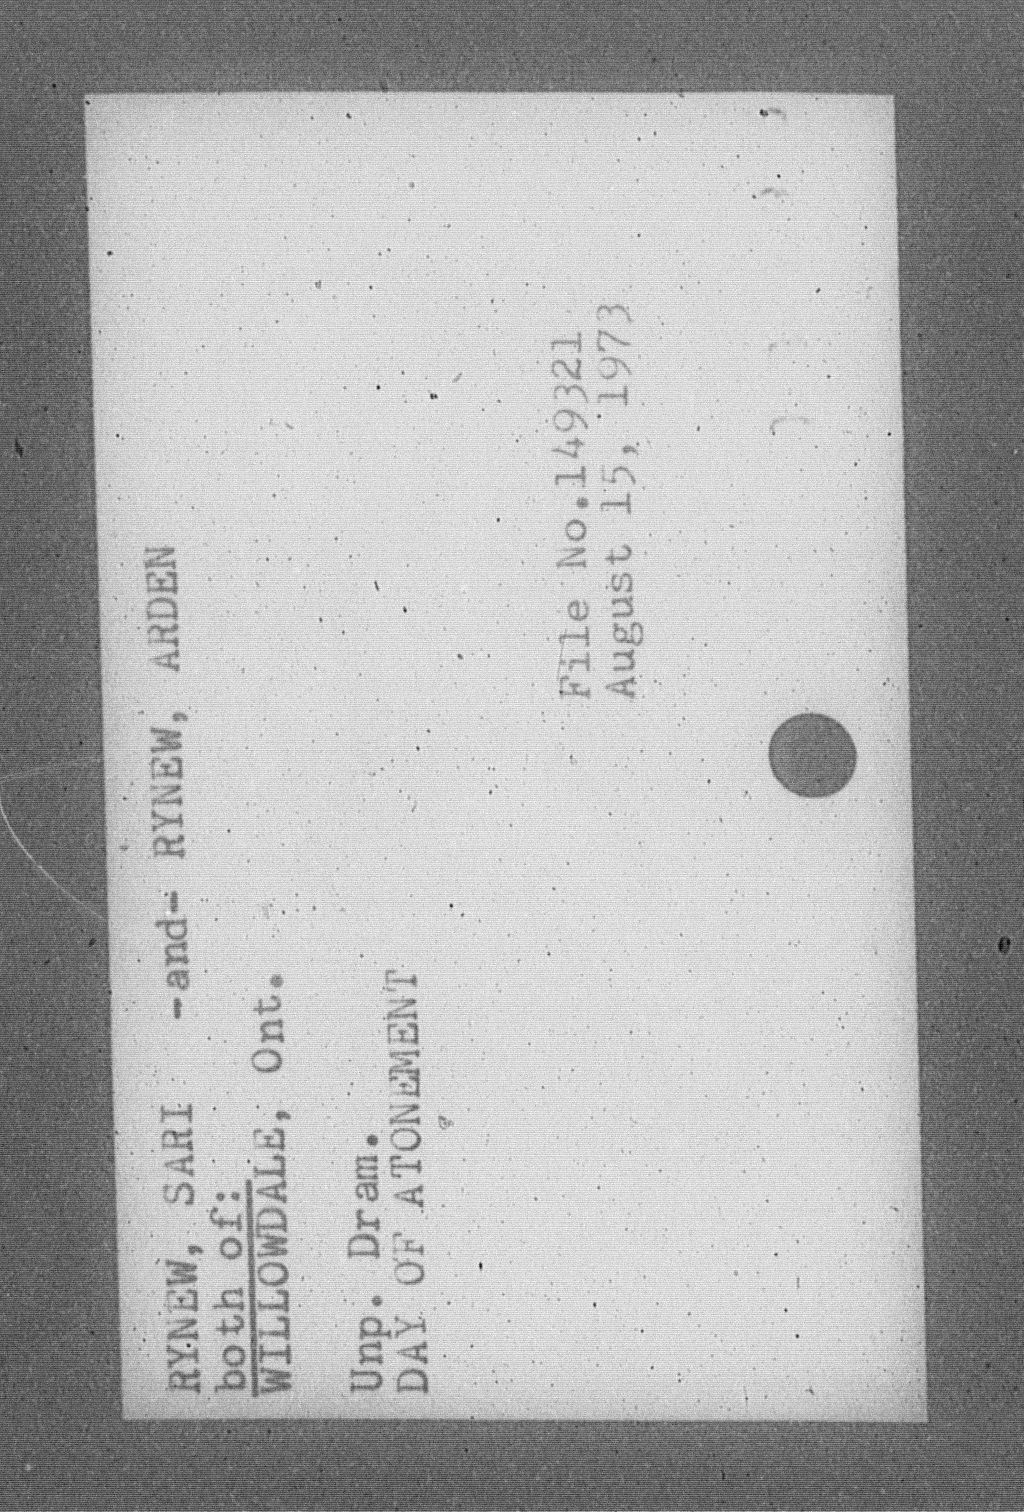 RYNEW, SARI -and- RYNEW, ARDEN
both of:
WILLOWDALE, Ont.
Unp. Dram.
DAY OF ATONEMENT
File No.149321
August 15, 1973